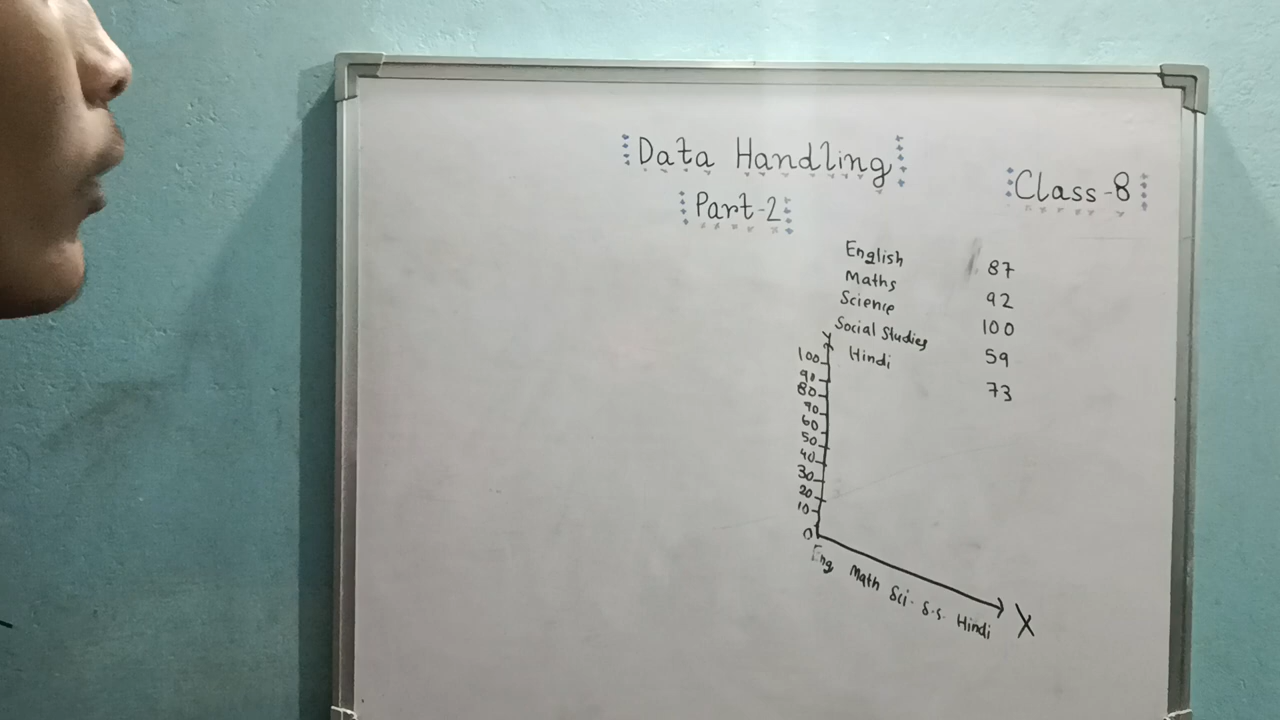 Data Handling
Part-2
Class-8
English 87
Maths 92
Science 100
Social Studies 59
Hindi 73
Y
100
90
80
70
60
50
40
30
20
10
0
Eng Math Sci. S.S. Hindi X